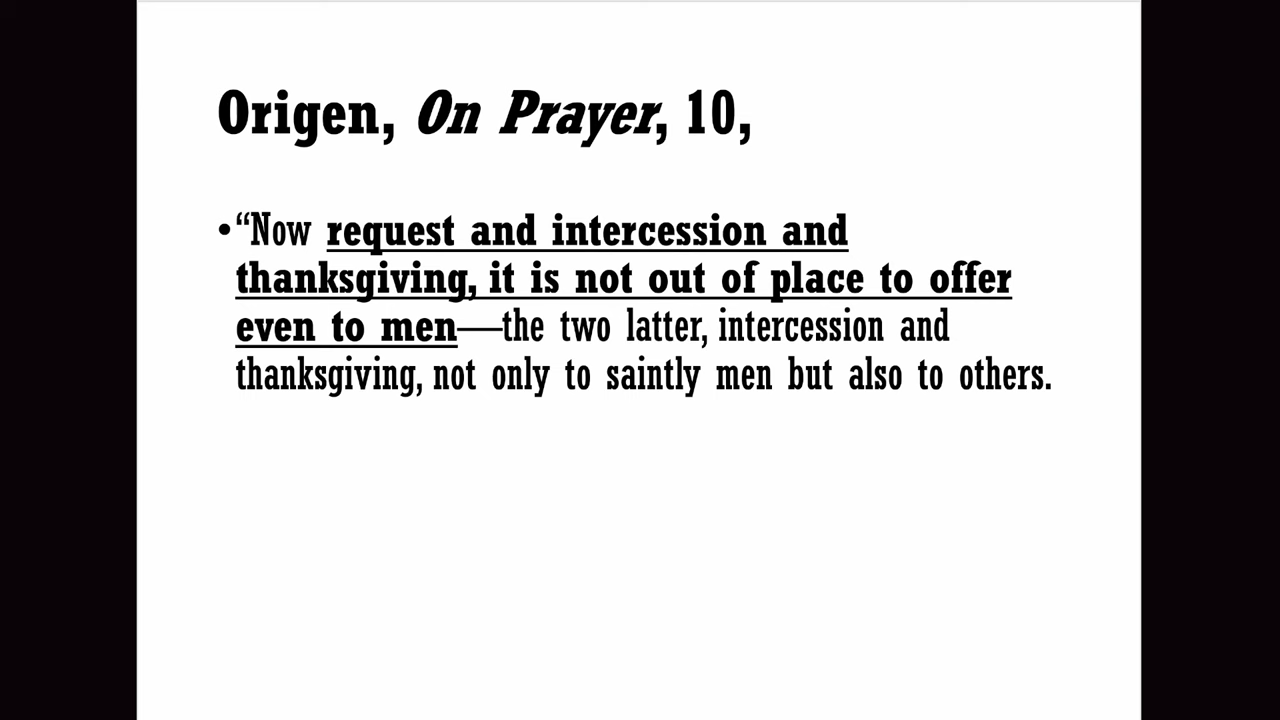 Origen, On Prayer, 10,
•“Now request and intercession and
thanksgiving, it is not out of place to offer
even to men—the two latter, intercession and
thanksgiving, not only to saintly men but also to others.